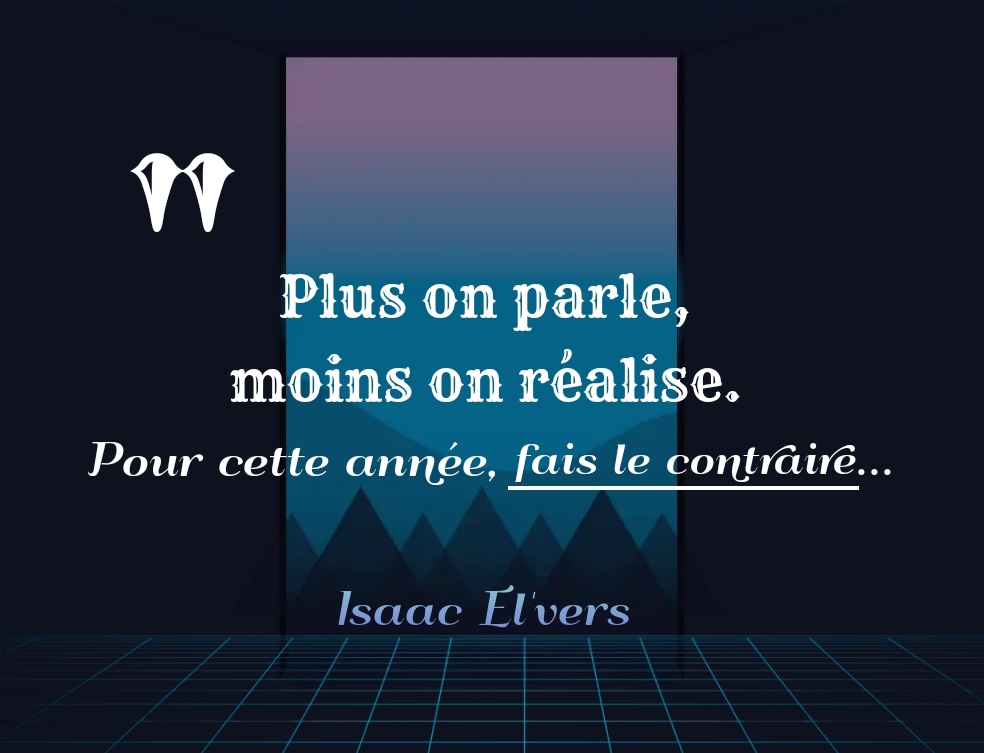 "
Plus on parle,
moins on réalise.
Pour cette année, fais le contraire...
Isaac El'vers